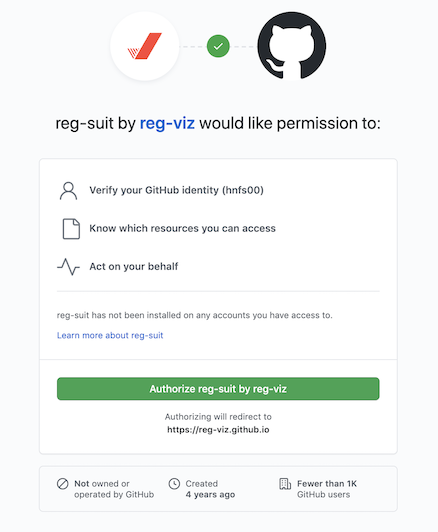 reg-suit by reg-viz would like permission to:
Verify your GitHub identity (hnfs00)
Know which resources you can access
Act on your behalf
reg-suit has not been installed on any accounts you have access to.
Learn more about reg-suit
Authorize reg-suit by reg-viz
Authorizing will redirect to
https://reg-viz.github.io
Not owned or
operated by GitHub
Created
4 years ago
Fewer than 1K
GitHub users